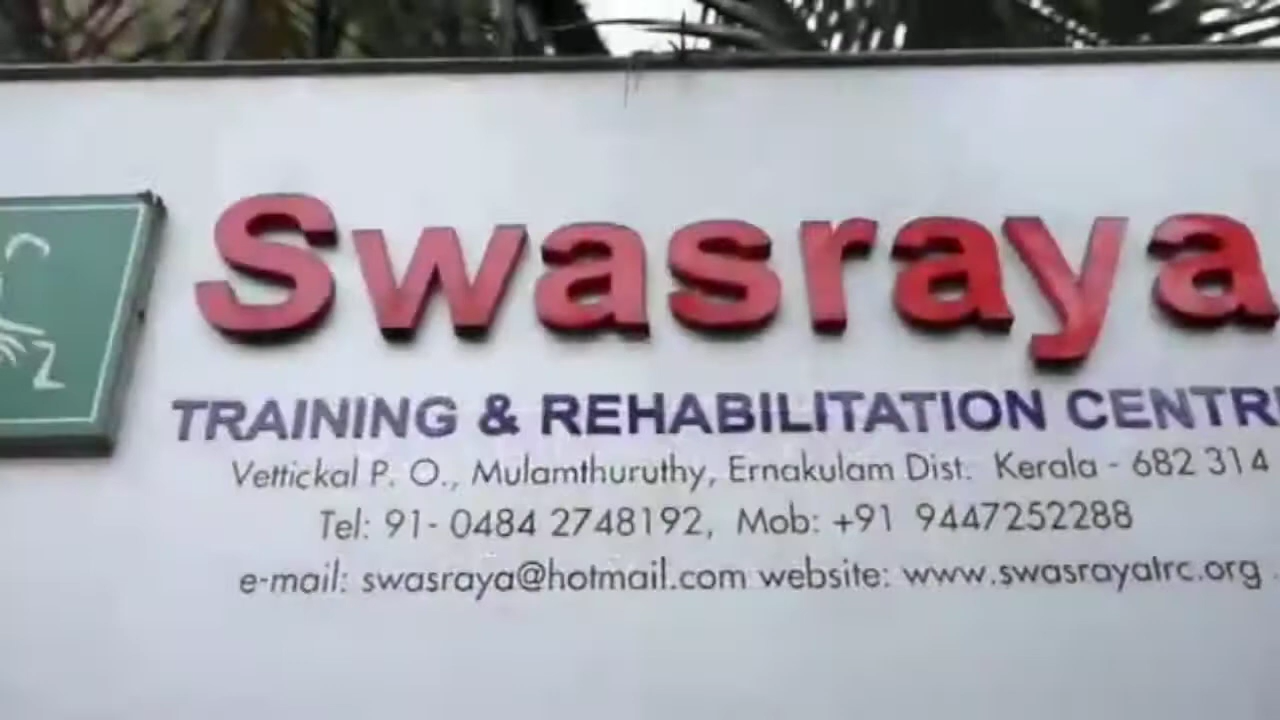 Swasraya
TRAINING & REHABILITATION CENTR
Vettickal P. O., Mulamthuruthy, Ernakulam Dist. Kerala - 682 314
Tel: 91- 0484 2748192, Mob: +91 9447252288
e-mail: swasraya@hotmail.com website: www.swasrayatrc.org